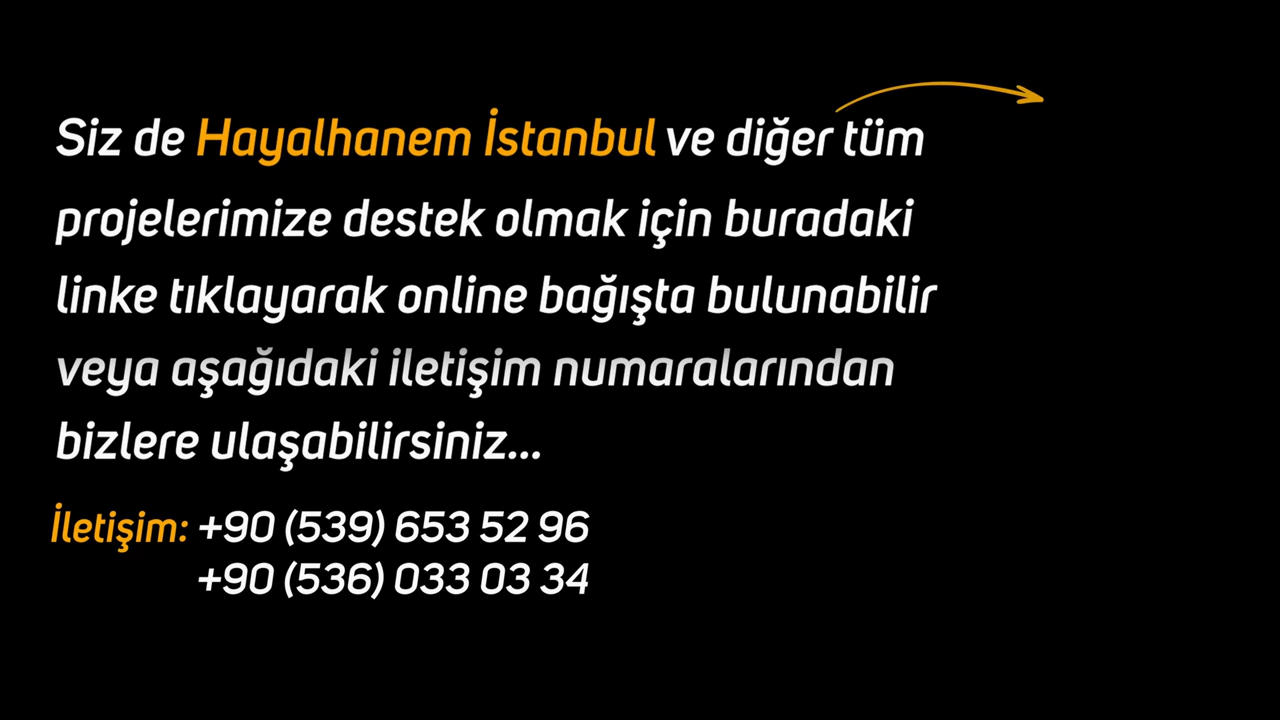 Siz de Hayalhanem İstanbul ve diğer tüm
projelerimize destek olmak için buradaki
linke tıklayarak online bağışta bulunabilir
veya aşağıdaki iletişim numaralarından
bizlere ulaşabilirsiniz...
İletişim: +90 (539) 653 52 96
+90 (536) 033 03 34